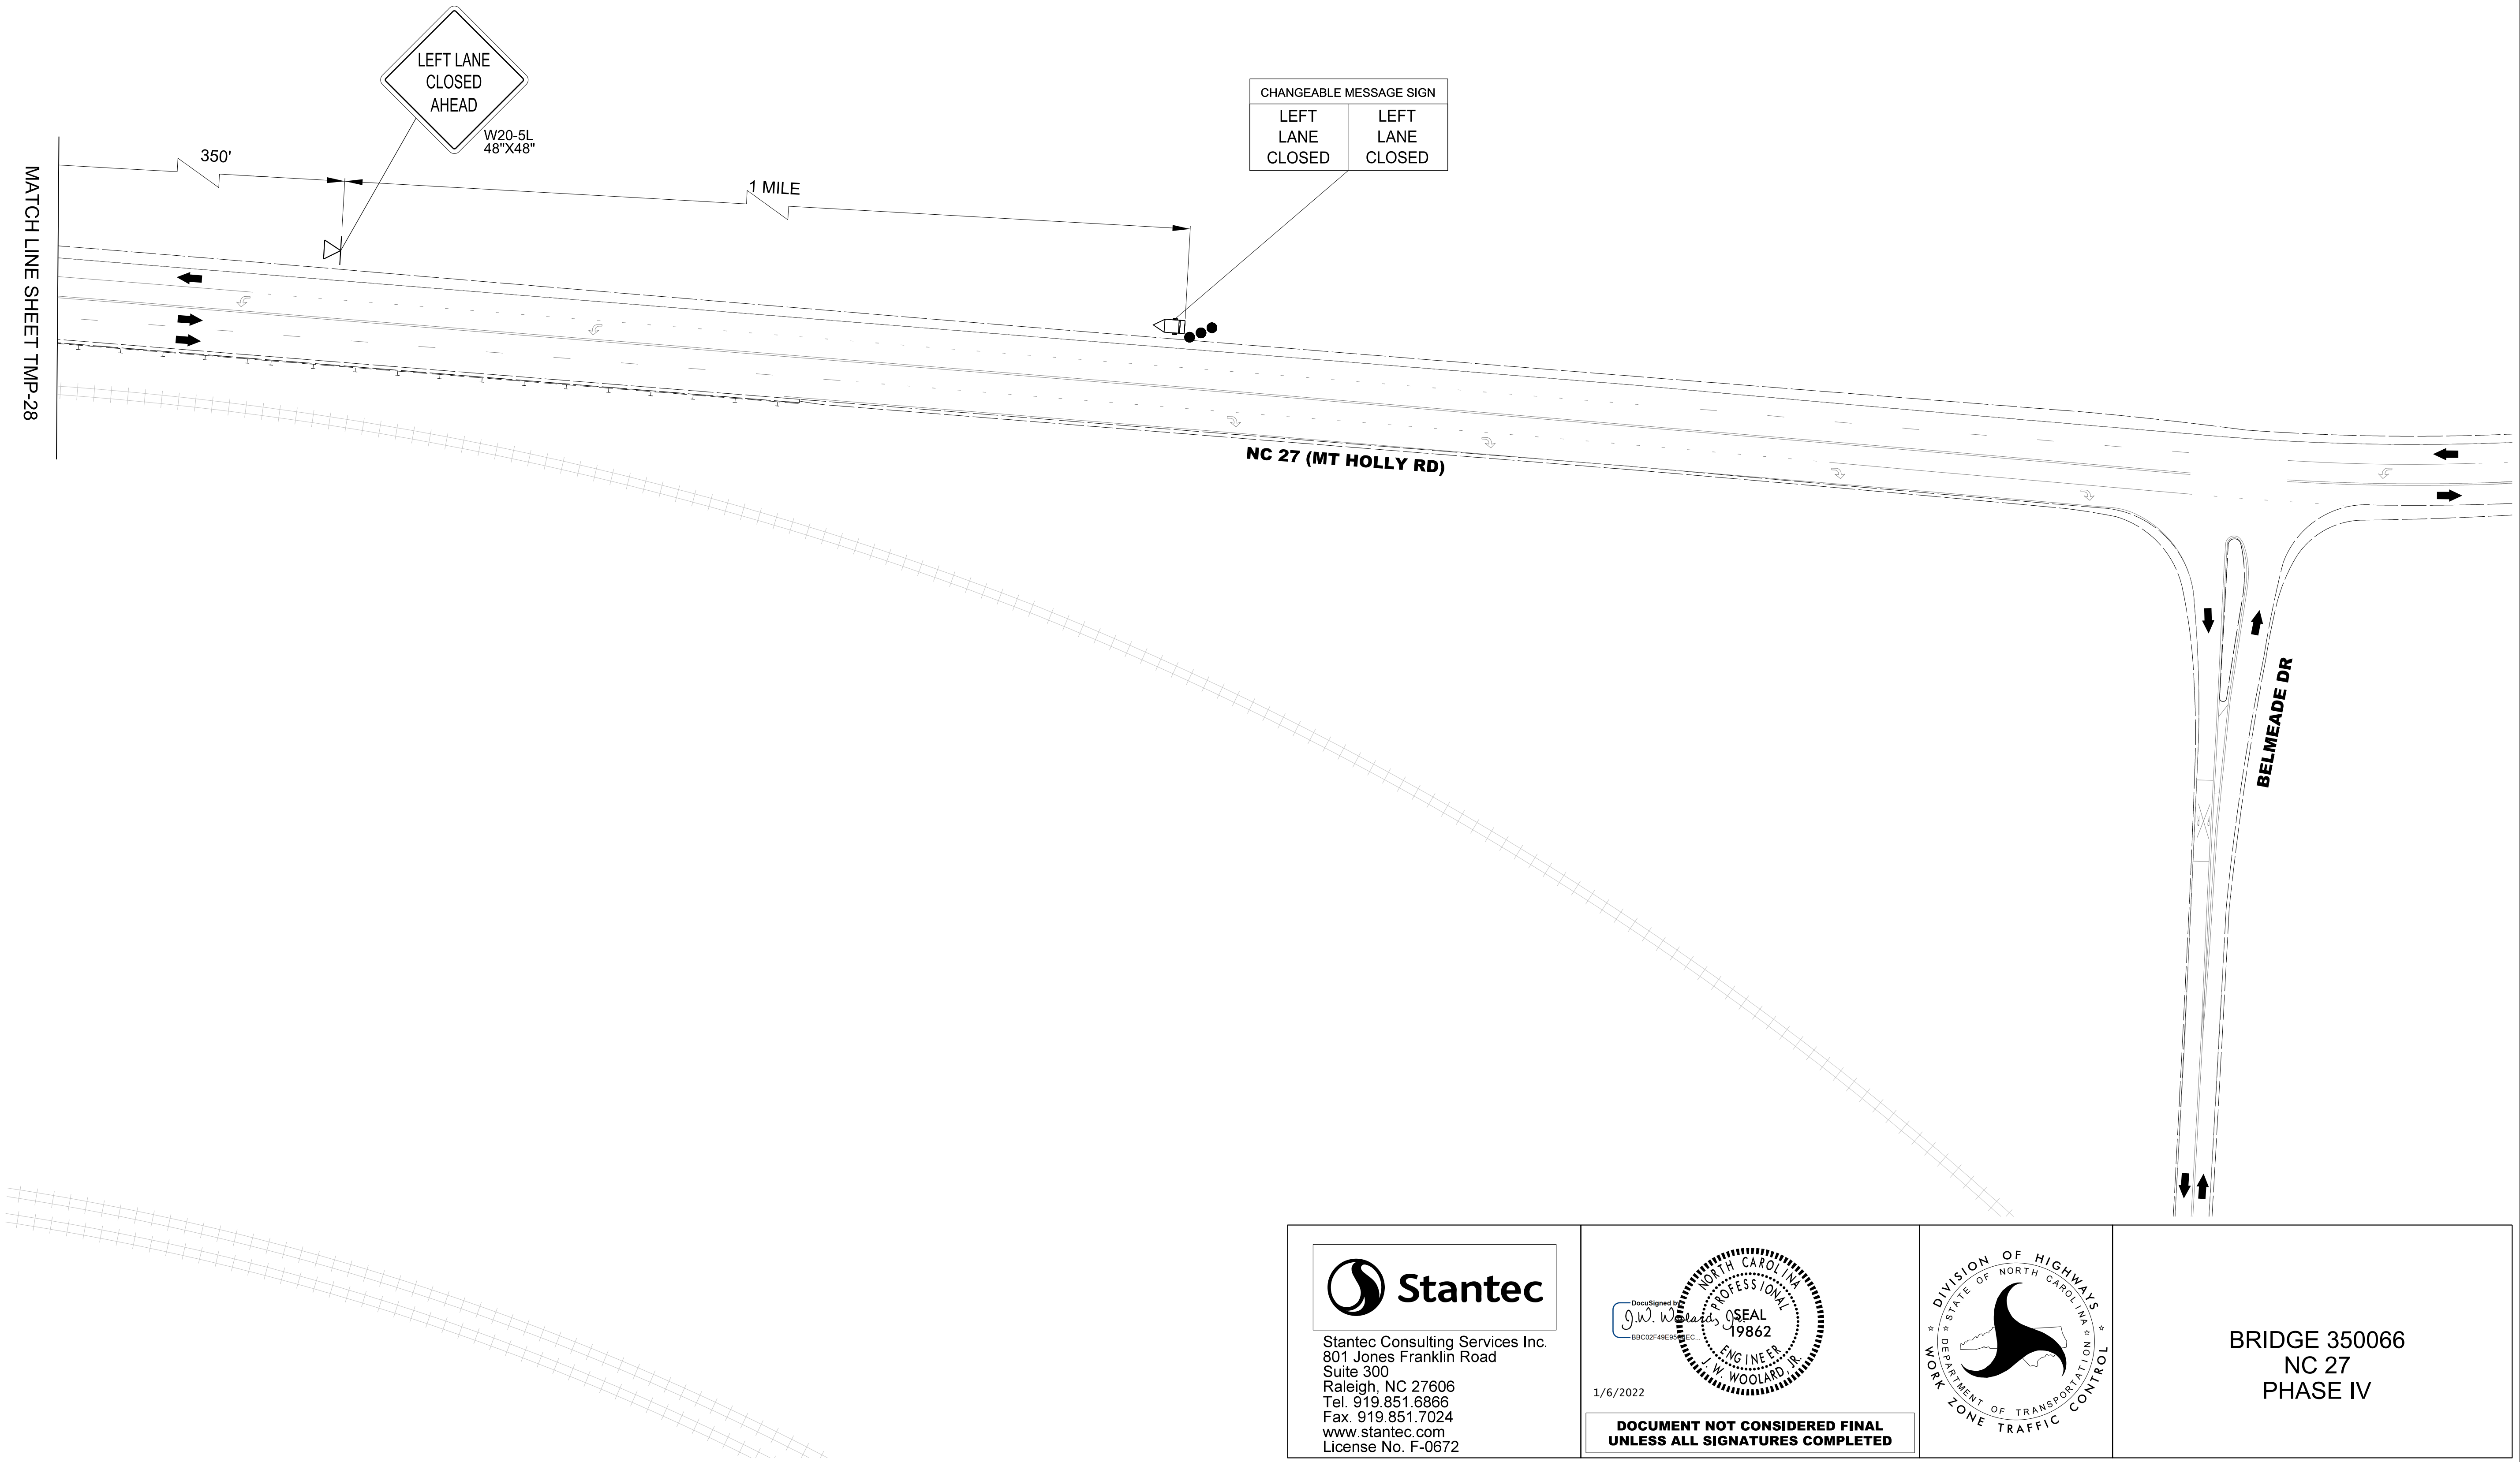 LEFT LANE
CLOSED
AHEAD
W20-5L
48"X48"
CHANGEABLE MESSAGE SIGN
LEFT
LANE
CLOSED
LEFT
LANE
CLOSED
350'
1 MILE
MATCH LINE SHEET TMP-28
NC 27 (MT HOLLY RD)
BELMEADE DR
Stantec
Stantec Consulting Services Inc.
801 Jones Franklin Road
Suite 300
Raleigh, NC 27606
Tel. 919.851.6866
Fax. 919.851.7024
www.stantec.com
License No. F-0672
DocuSigned by
J.W. Woolard, Jr.
NORTH CAROLINA
PROFESSIONAL
SEAL
19862
ENGINEER
J. W. WOOLARD, JR.
1/6/2022
DOCUMENT NOT CONSIDERED FINAL
UNLESS ALL SIGNATURES COMPLETED
DIVISION OF HIGHWAYS
STATE OF NORTH CAROLINA
DEPARTMENT OF TRANSPORTATION
WORK ZONE TRAFFIC CONTROL
BRIDGE 350066
NC 27
PHASE IV